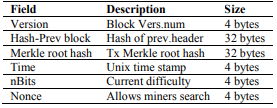 Field Description Size
Version Block Vers.num 4 bytes
Hash-Prev block Hash of prev.header 32 bytes
Merkle root hash Tx Merkle root hash 32 bytes
Time Unix time stamp 4 bytes
nBits Current difficulty 4 bytes
Nonce Allows miners search 4 bytes